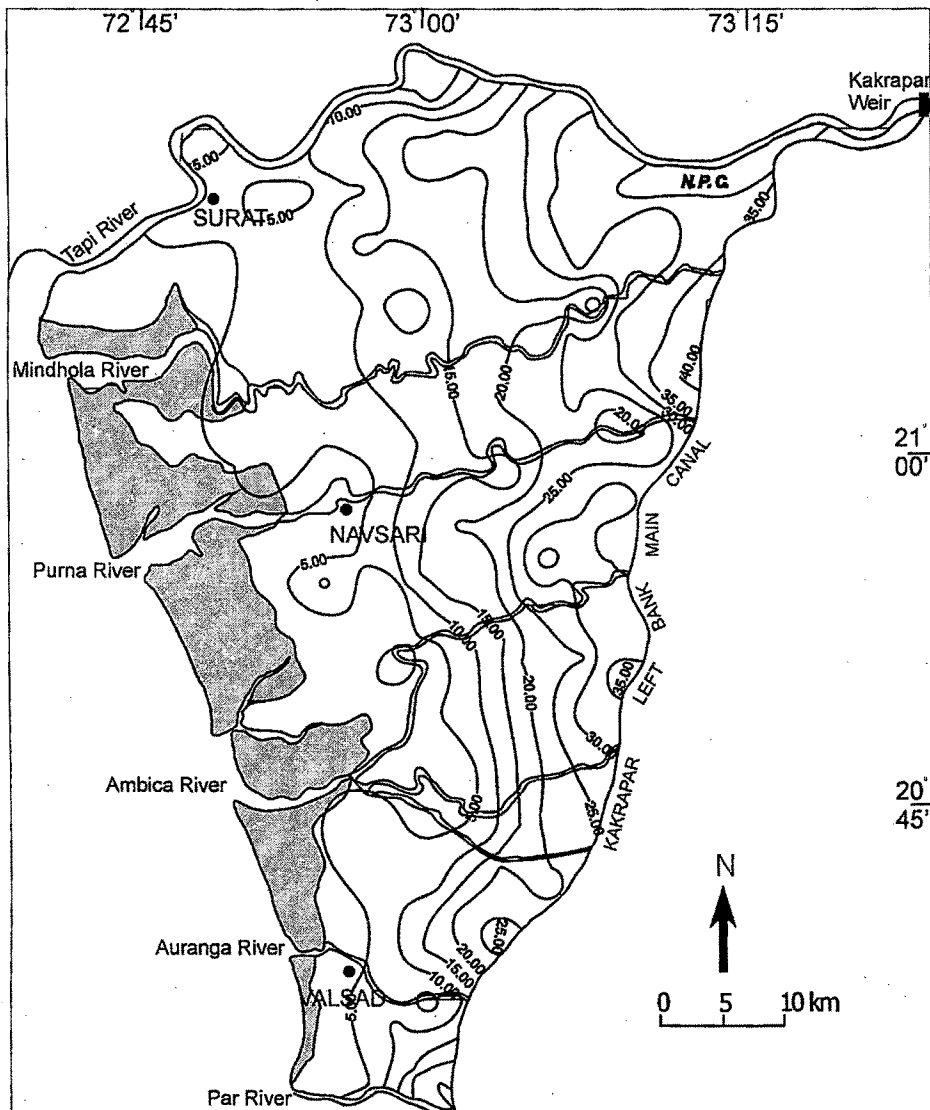 72°45'
73°00'
73°15'
Kakrapar
Weir
10.00
5.00
N.P.C.
35.00
SURAT
5.00
Tapi River
Mindhola River
15.00
20.00
40.00
35.00
30.00
20.00
21°
00'
CANAL
25.00
NAVSARI
MAIN
5.00
Purna River
BANK
10.00
15.00
35.00
LEFT
20.00
30.00
Ambica River
5.00
25.00
KAKRAPAR
20°
45'
N
25.00
Auranga River
20.00
15.00
10.00
VALSAD
5.00
0 5 10 km
Par River